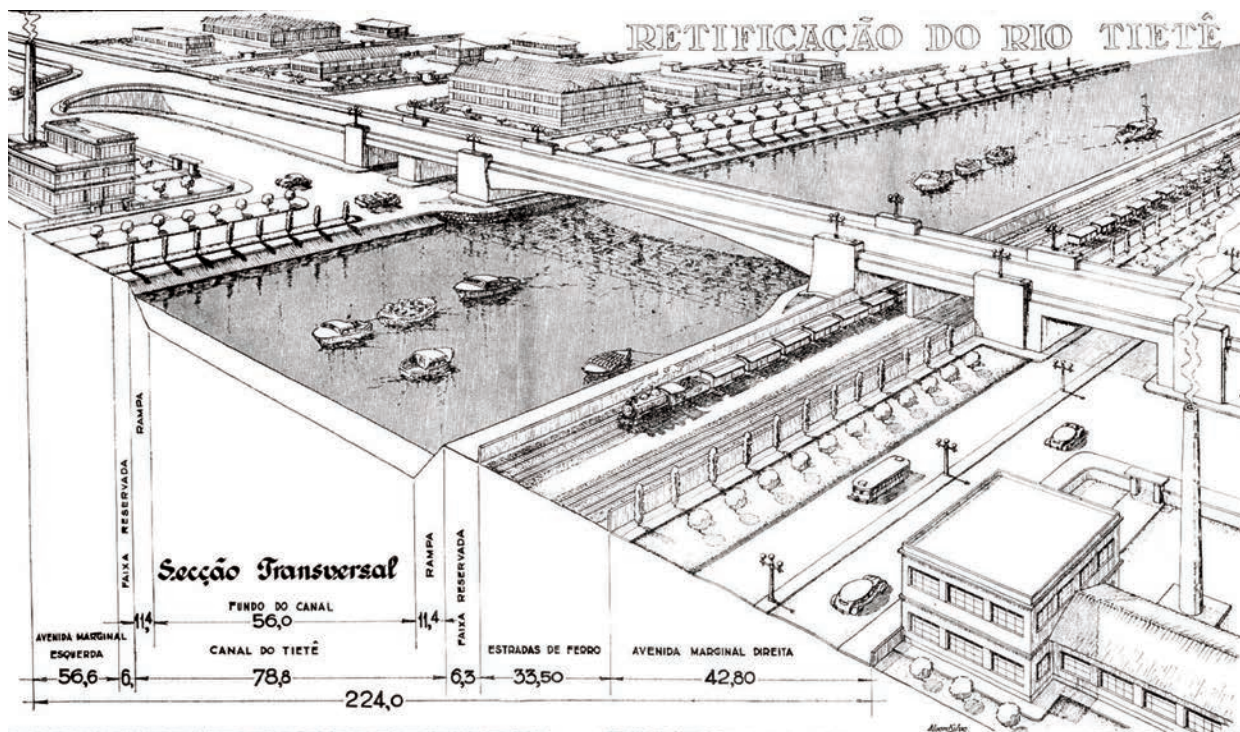 RETIFICAÇÃO DO RIO TIETÊ
FAIXA RESERVADA
RAMPA
RAMPA
FAIXA RESERVADA
Secção Transversal
FUNDO DO CANAL
11,4 56,0 11,4
AVENIDA MARGINAL
ESQUERDA
CANAL DO TIETÊ
ESTRADAS DE FERRO
AVENIDA MARGINAL DIREITA
56,6 6, 78,8 6,3 33,50 42,80
224,0